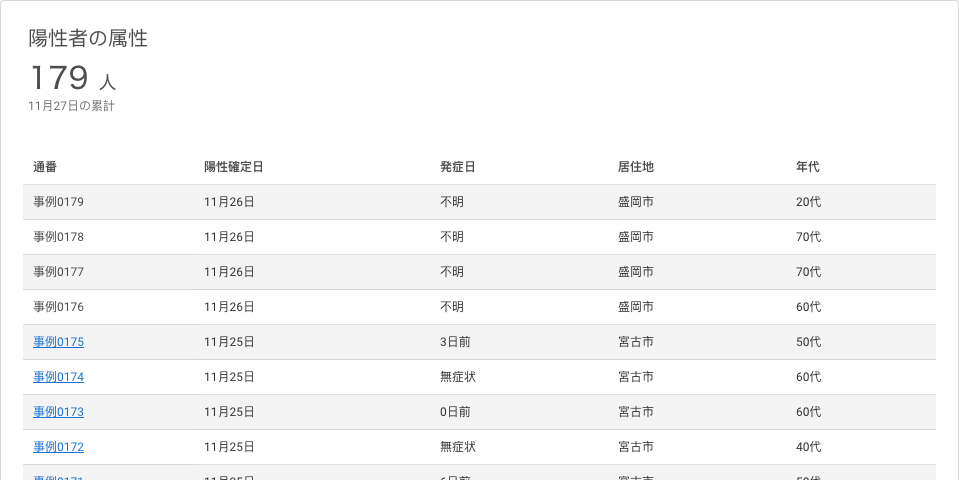 陽性者の属性
179 人
11月27日の累計
通番 陽性確定日 発症日 居住地 年代
事例0179 11月26日 不明 盛岡市 20代
事例0178 11月26日 不明 盛岡市 70代
事例0177 11月26日 不明 盛岡市 70代
事例0176 11月26日 不明 盛岡市 60代
事例0175 11月25日 3日前 宮古市 50代
事例0174 11月25日 無症状 宮古市 60代
事例0173 11月25日 0日前 宮古市 60代
事例0172 11月25日 無症状 宮古市 40代